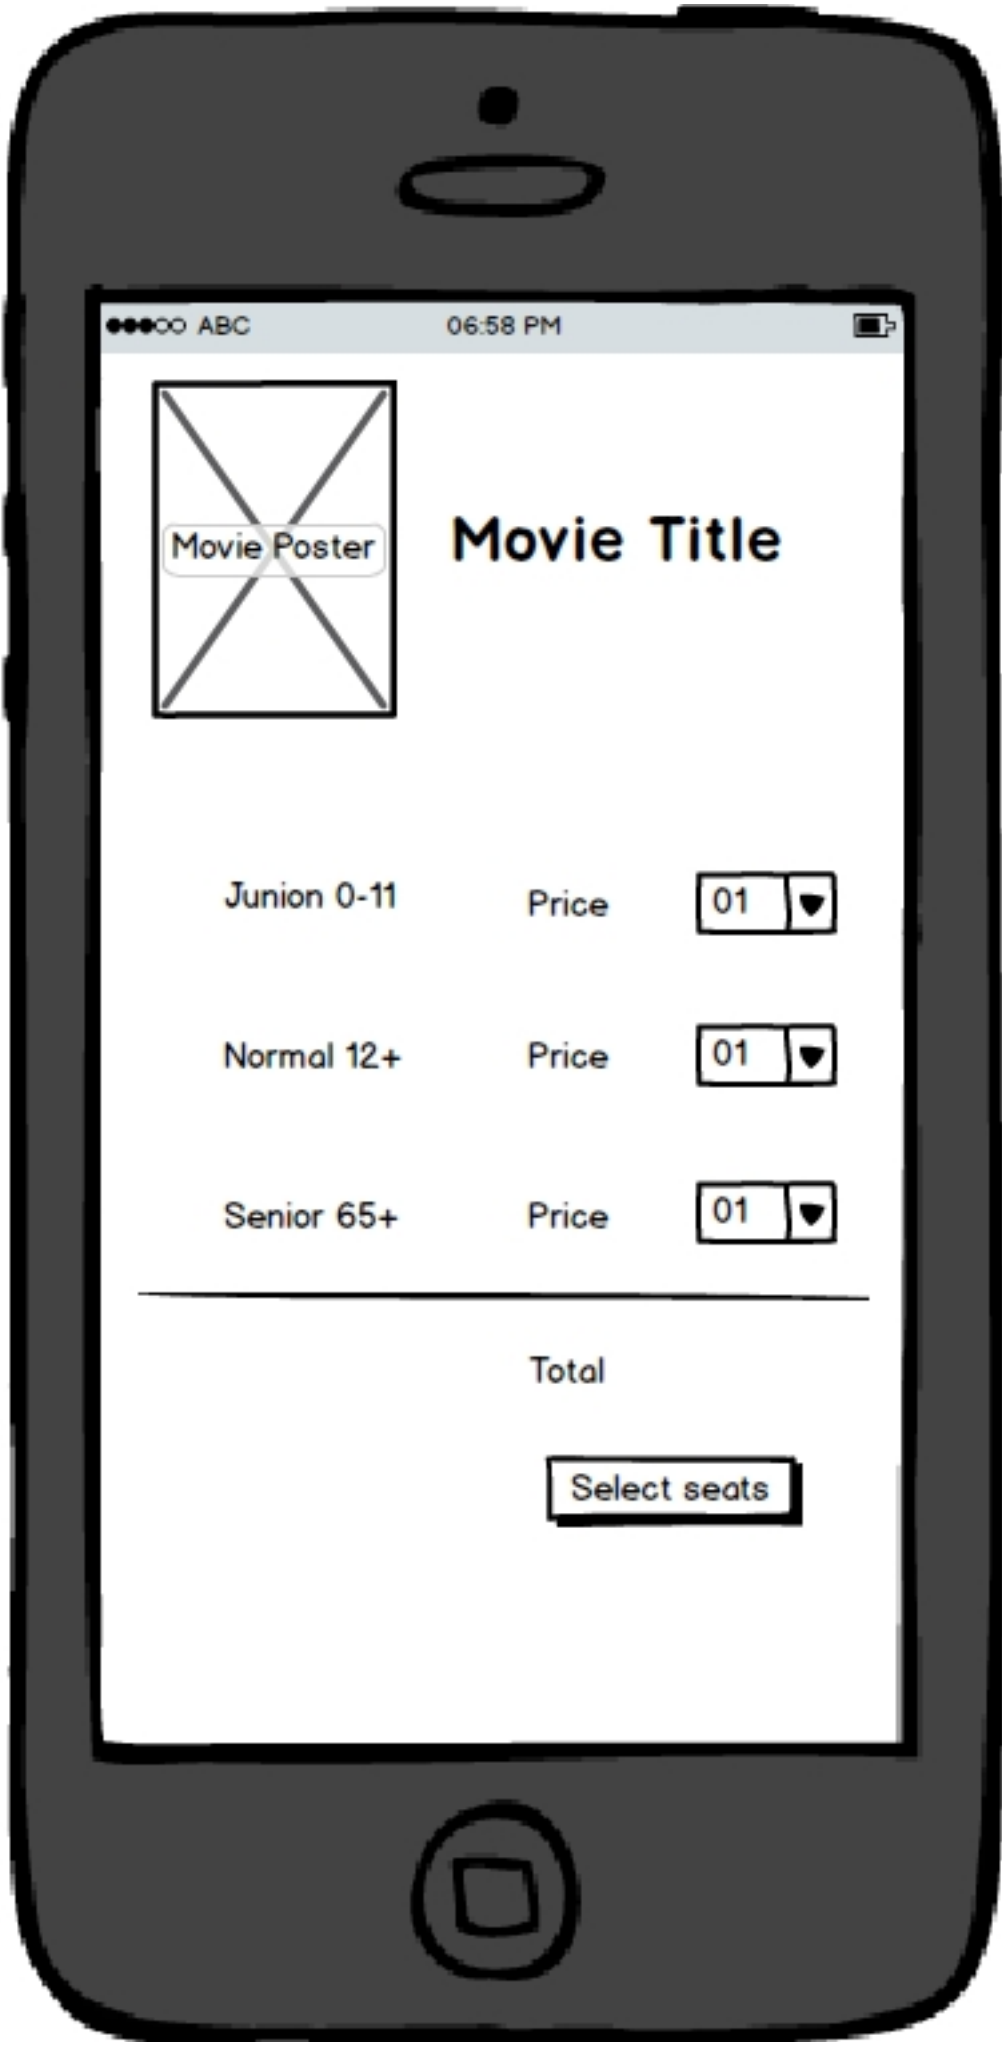 ABC 06:58 PM
Movie Poster
Movie Title
Junion 0-11 Price 01
Normal 12+ Price 01
Senior 65+ Price 01
Total
Select seats